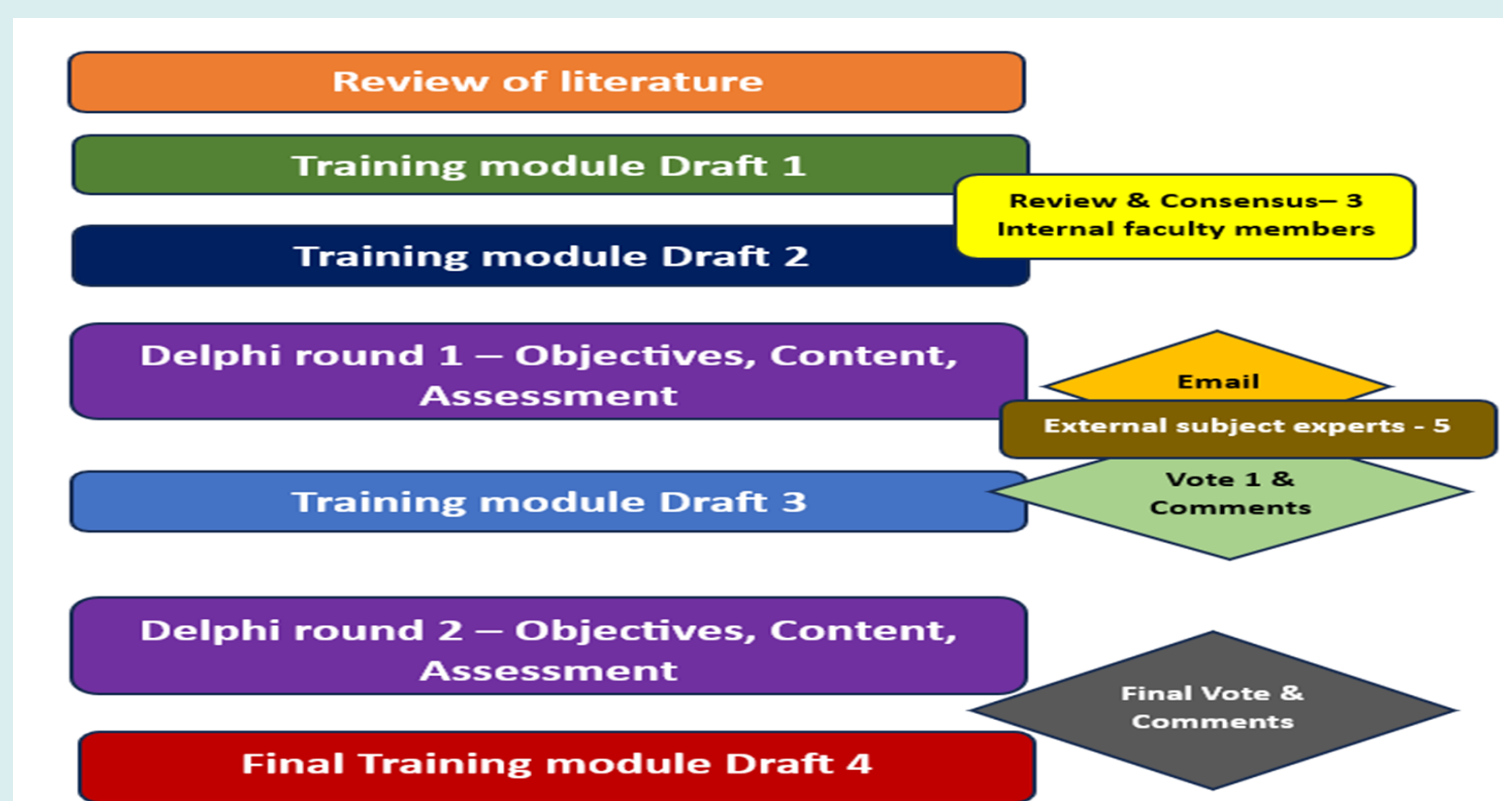 Review of literature
Training module Draft 1
Review & Consensus– 3
Internal faculty members
Training module Draft 2
Delphi round 1 – Objectives, Content,
Assessment
Email
External subject experts - 5
Vote 1 &
Comments
Training module Draft 3
Delphi round 2 – Objectives, Content,
Assessment
Final Vote &
Comments
Final Training module Draft 4